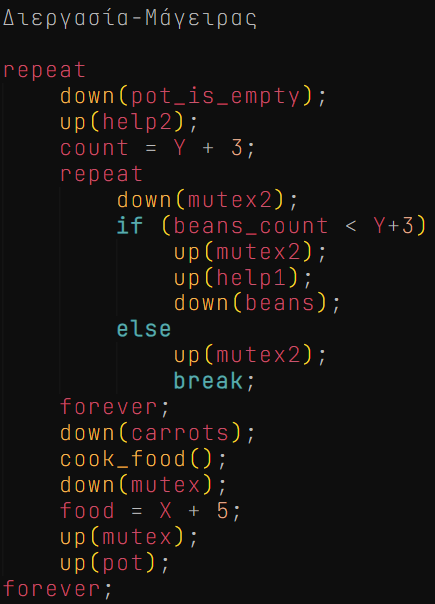 Διεργασία-Μάγειρας
repeat
down(pot_is_empty);
up(help2);
count = Y + 3;
repeat
down(mutex2);
if (beans_count < Y+3)
up(mutex2);
up(help1);
down(beans);
else
up(mutex2);
break;
forever;
down(carrots);
cook_food();
down(mutex);
food = X + 5;
up(mutex);
up(pot);
forever;